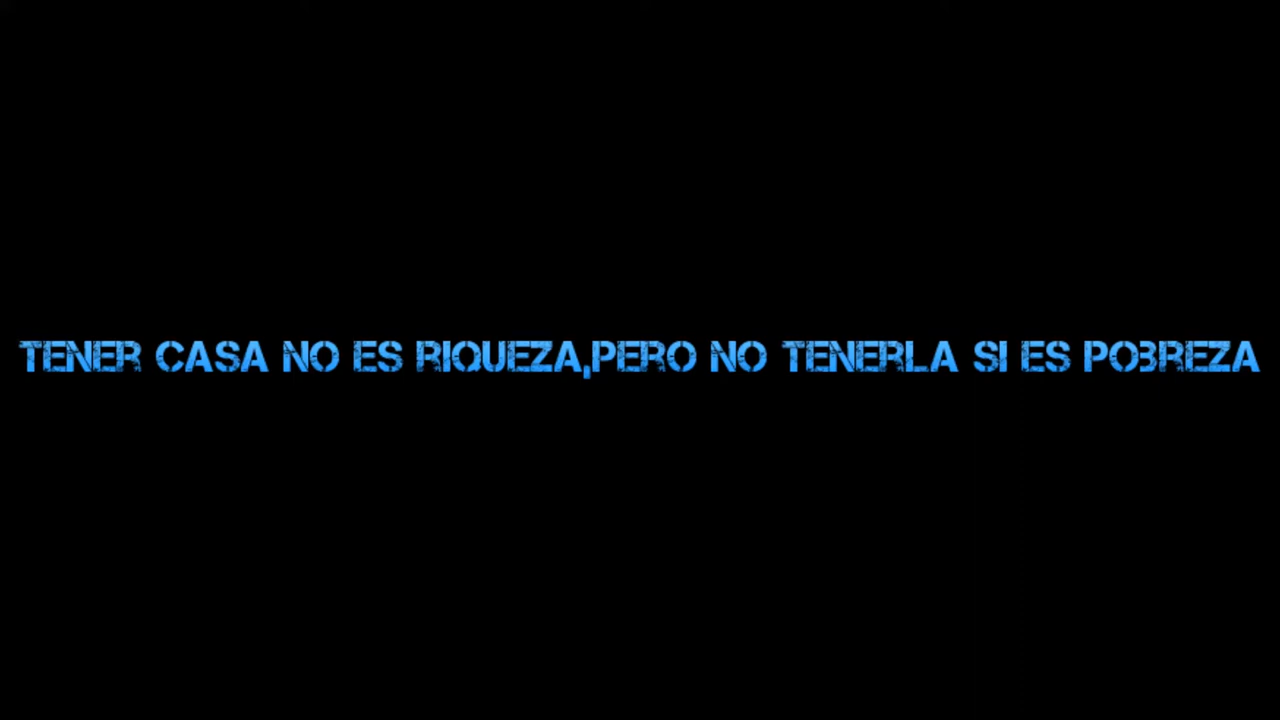 TENER CASA NO ES RIQUEZA,PERO NO TENERLA SI ES POBREZA